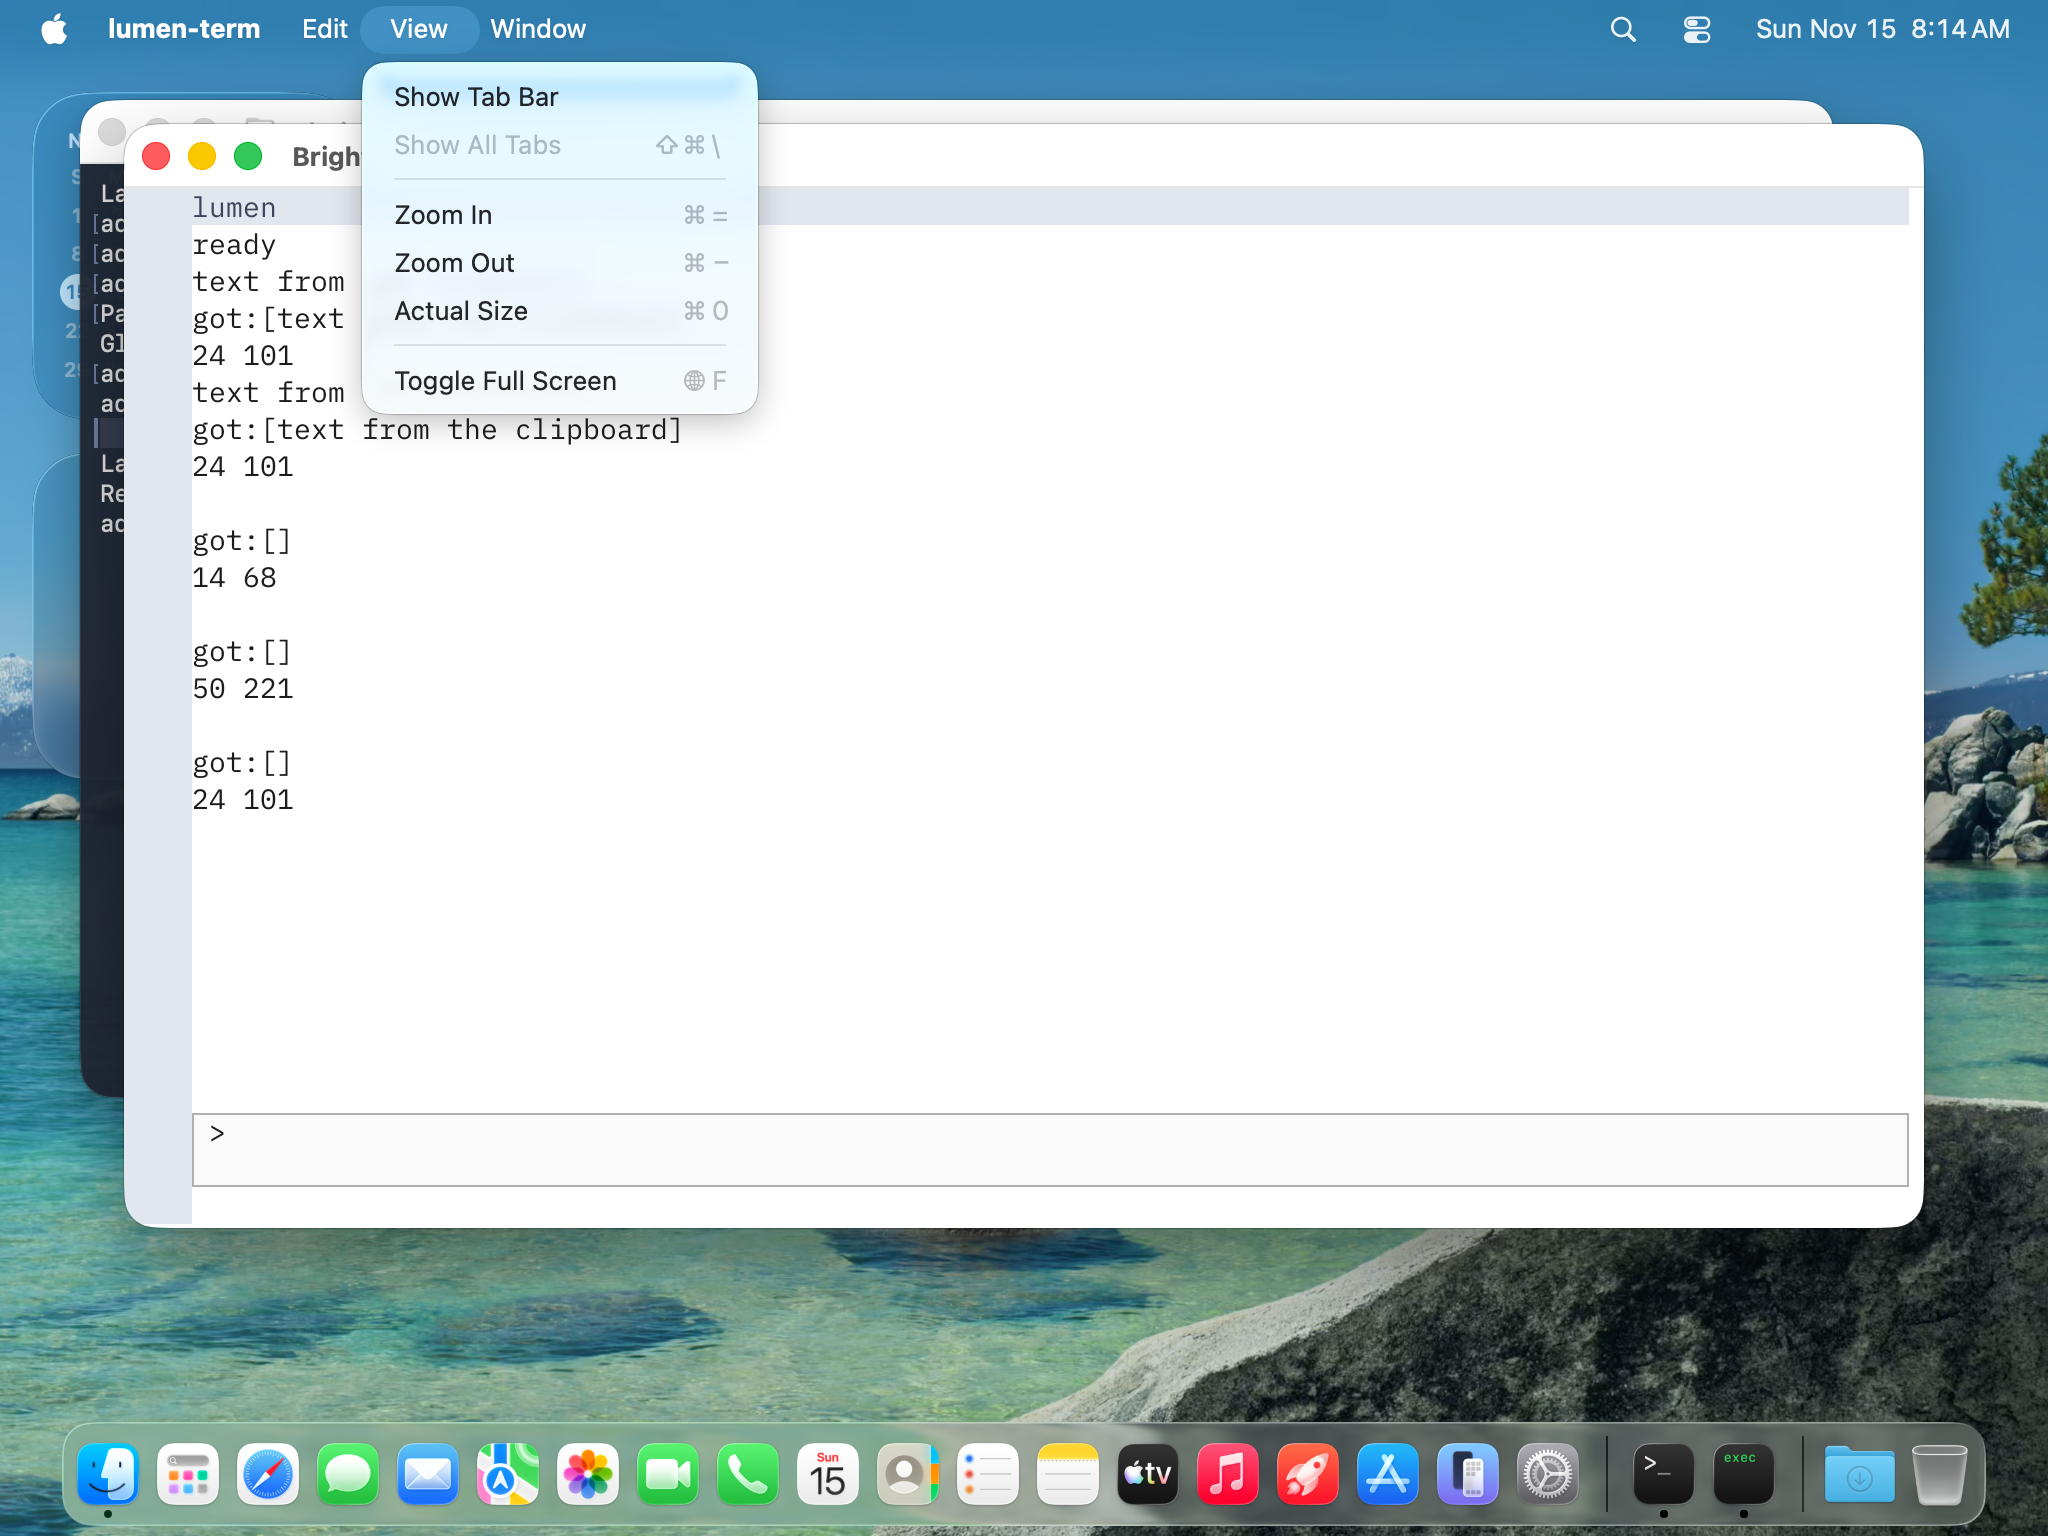 lumen-term Edit View Window Sun Nov 15 8:14 AM
Show Tab Bar
Show All Tabs ⇧⌘\
Zoom In ⌘=
Zoom Out ⌘−
Actual Size ⌘0
Toggle Full Screen F
lumen
ready
text from
got:[text
24 101
text from
got:[text from the clipboard]
24 101
got:[]
14 68
got:[]
50 221
got:[]
24 101
>
Sun
15
tv
>_
exec